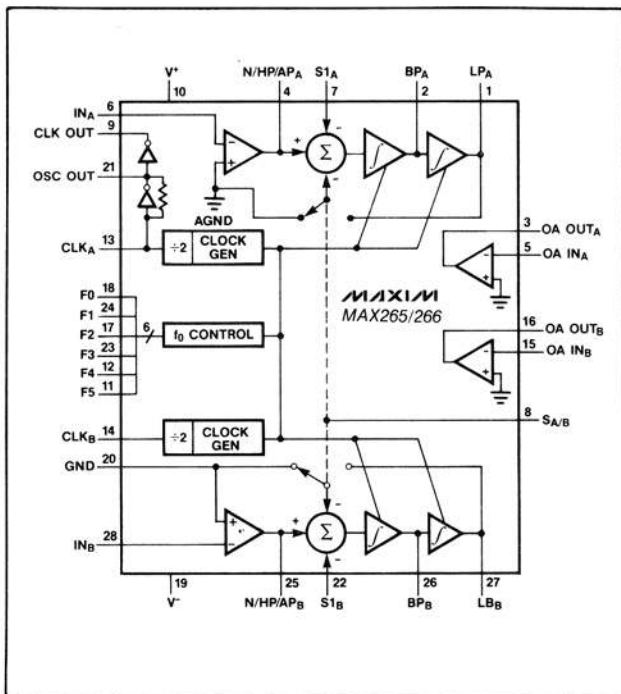 V+ N/HP/APA S1A BPA LPA
10 4 7 2 1
INA 6
CLK OUT 9
OSC OUT 21
AGND
CLKA 13 ÷2 CLOCK GEN
- + + - Σ - ∫ ∫
3 OA OUTA
5 OA INA
- +
MAXIM
MAX265/266
F0 18
F1 24
F2 17 6 f0 CONTROL
F3 23
F4 12
F5 11
16 OA OUTB
15 OA INB
- +
8 SA/B
CLKB 14 ÷2 CLOCK GEN
GND 20
INB 28
+ - + - Σ - ∫ ∫
19 25 22 26 27
V- N/HP/APB S1B BPB LBB